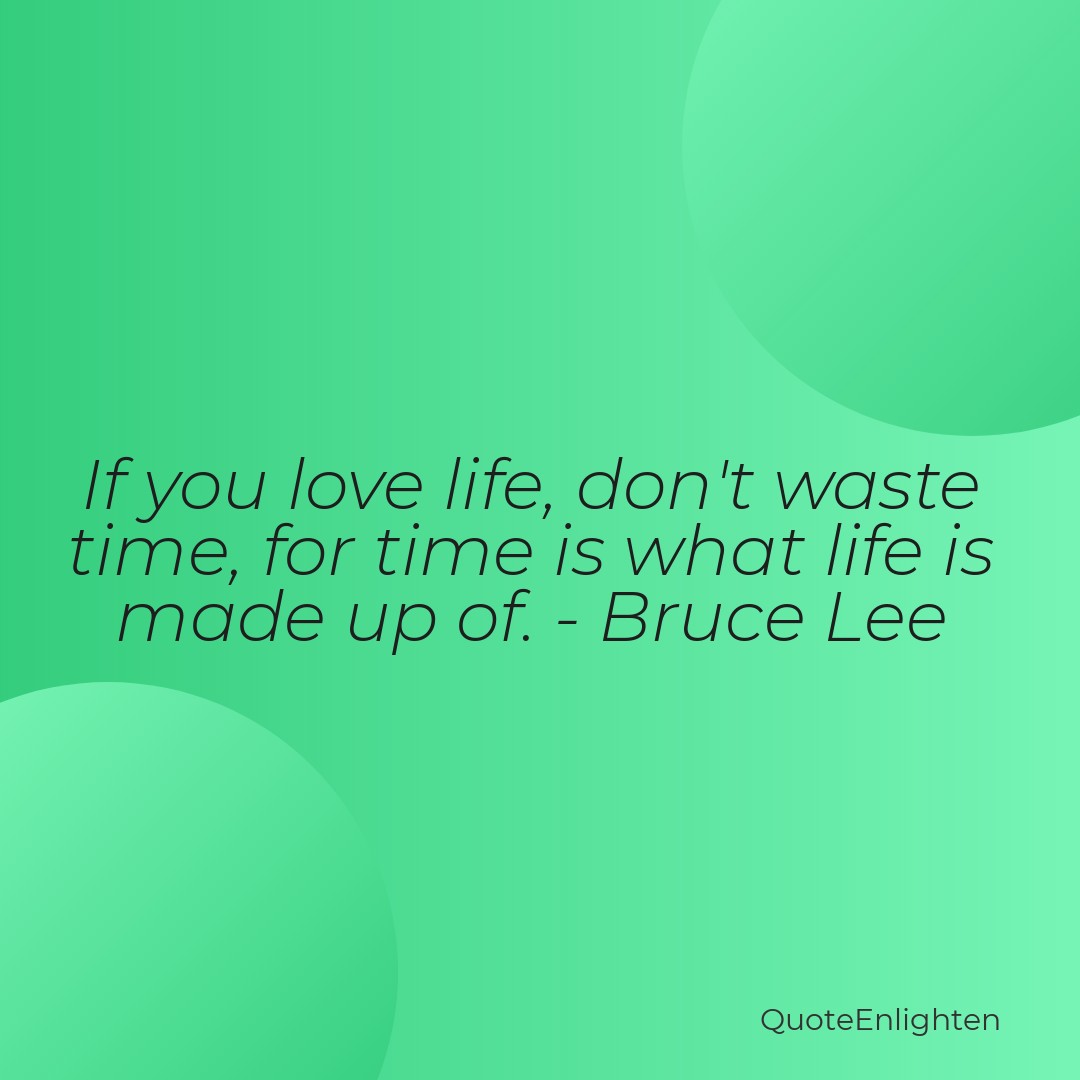 If you love life, don't waste
time, for time is what life is
made up of. - Bruce Lee
QuoteEnlighten